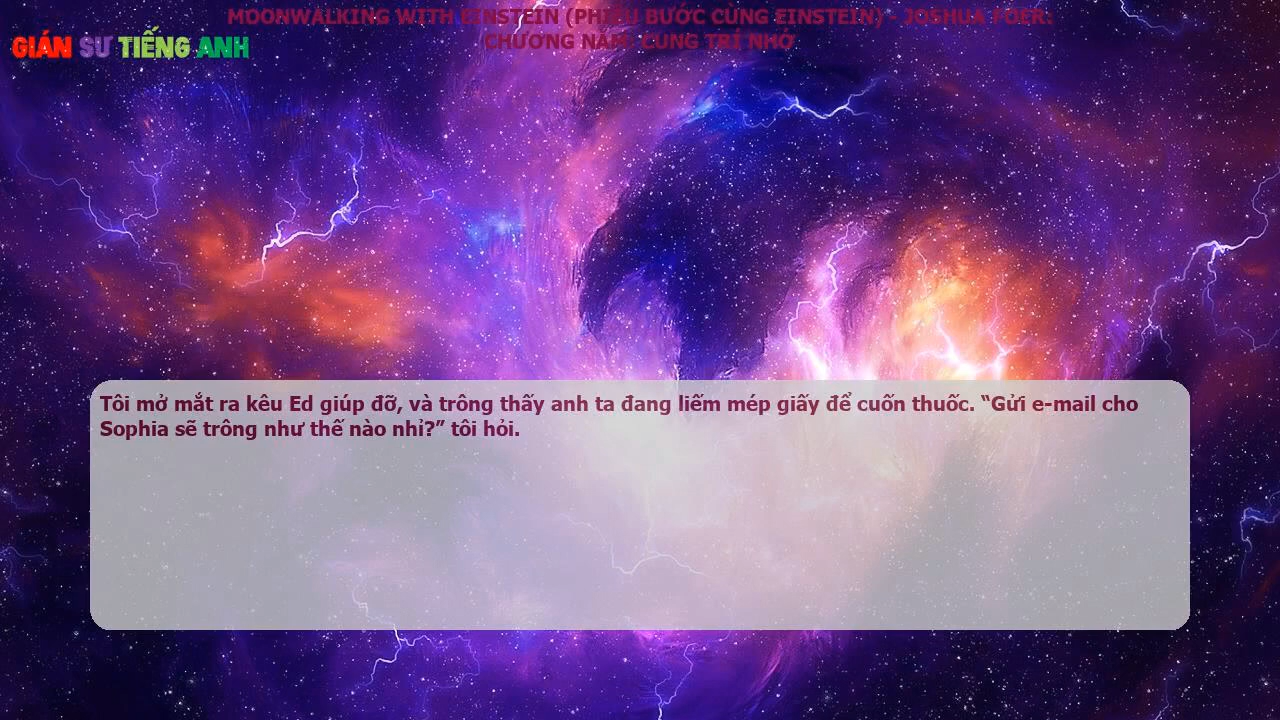 MOONWALKING WITH EINSTEIN (PHIÊU BƯỚC CÙNG EINSTEIN) - JOSHUA FOER:
CHƯƠNG NĂM: CUNG TRÍ NHỚ
GIÁN SƯ TIẾNG ANH
Tôi mở mắt ra kêu Ed giúp đỡ, và trông thấy anh ta đang liếm mép giấy để cuốn thuốc. “Gửi e-mail cho
Sophia sẽ trông như thế nào nhỉ?” tôi hỏi.